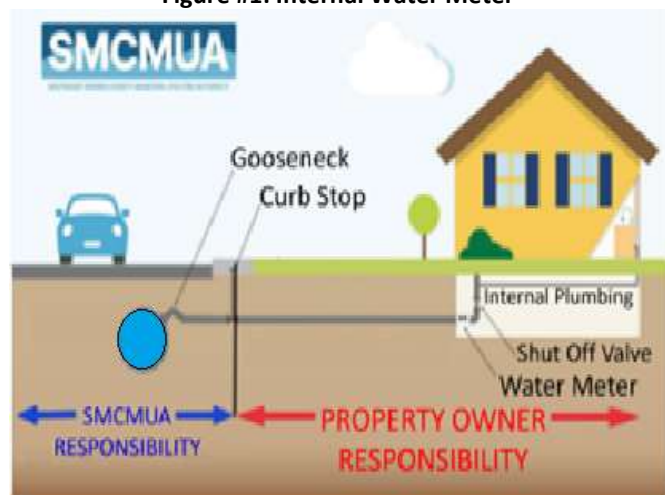 Figure #1: Internal Water Meter
SMCMUA
Gooseneck
Curb Stop
Internal Plumbing
Shut Off Valve
Water Meter
SMCMUA
RESPONSIBILITY
PROPERTY OWNER
RESPONSIBILITY